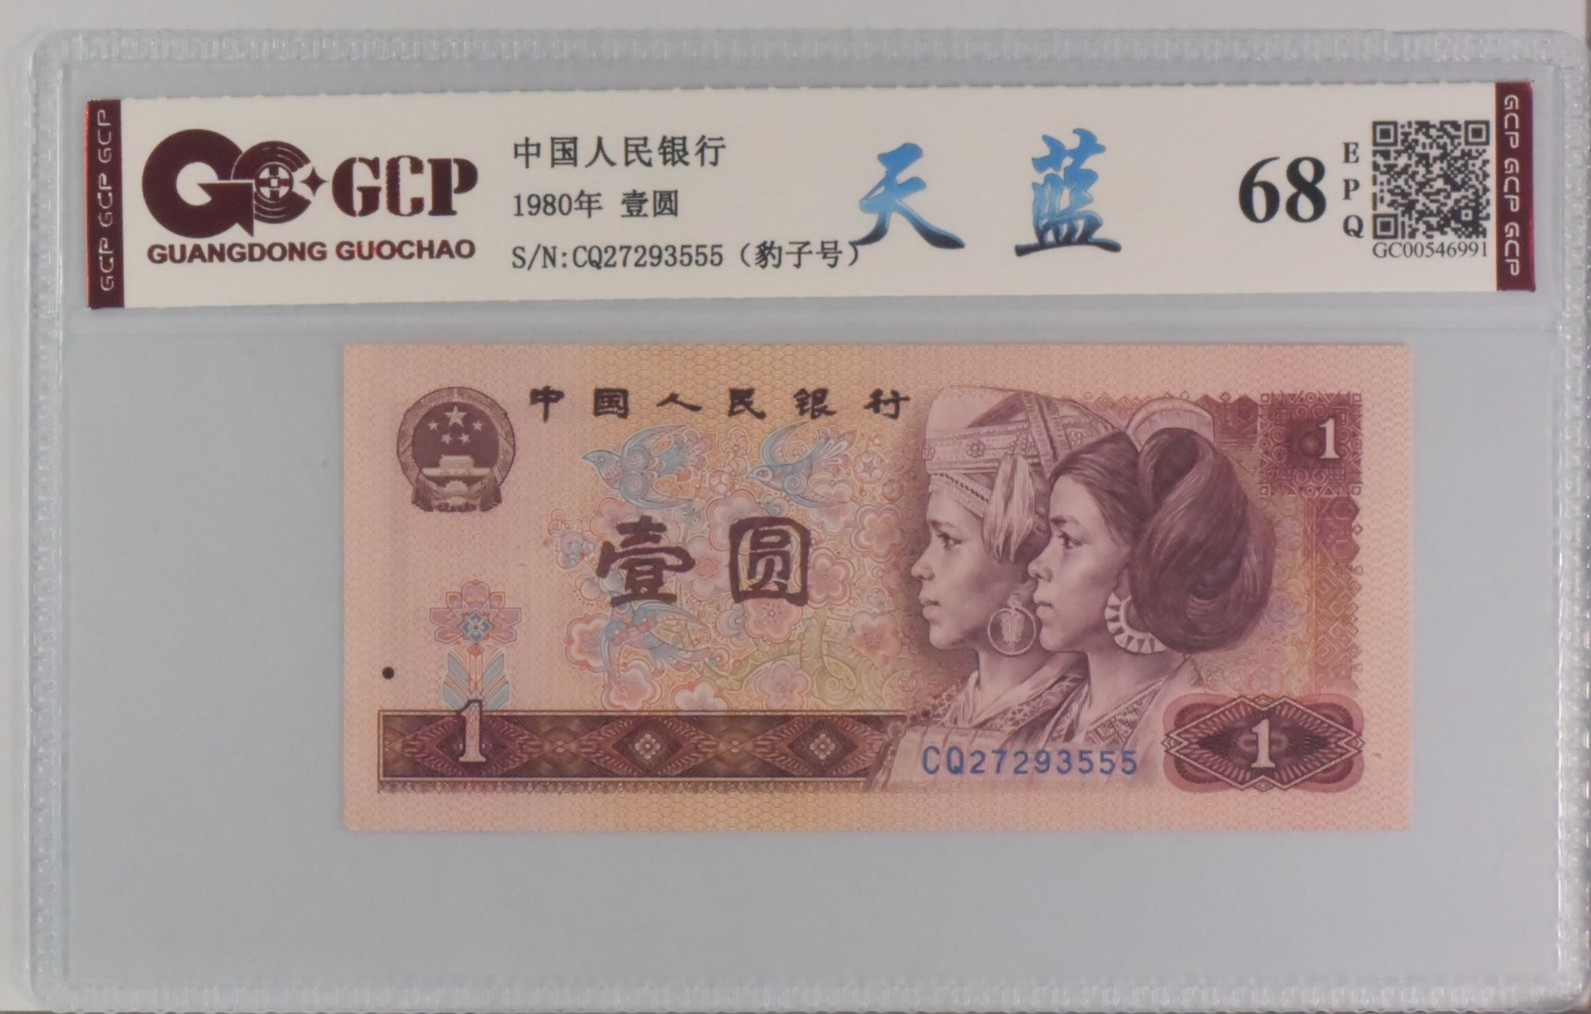 GCP GCP GCP
GCP
GUANGDONG GUOCHAO
中国人民银行
1980年 壹圆
S/N:CQ27293555（豹子号）
天蓝
68
EPQ
GC00546991
GCP GCP GCP
中国人民银行
1
壹圆
1
CQ27293555
1